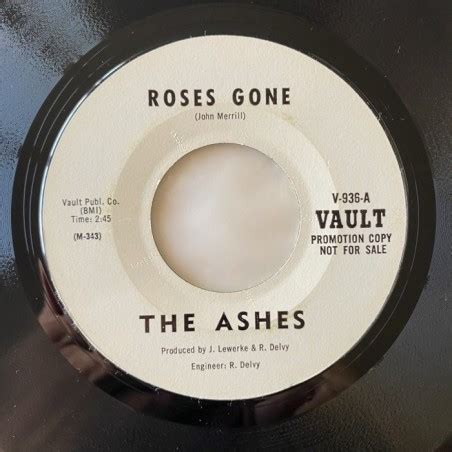 ROSES GONE
(John Merrill)
Vault Publ. Co.
(BMI)
Time: 2:45
(M-343)
V-936-A
VAULT
PROMOTION COPY
NOT FOR SALE
THE ASHES
Produced by J. Lewerke & R. Delvy
Engineer: R. Delvy